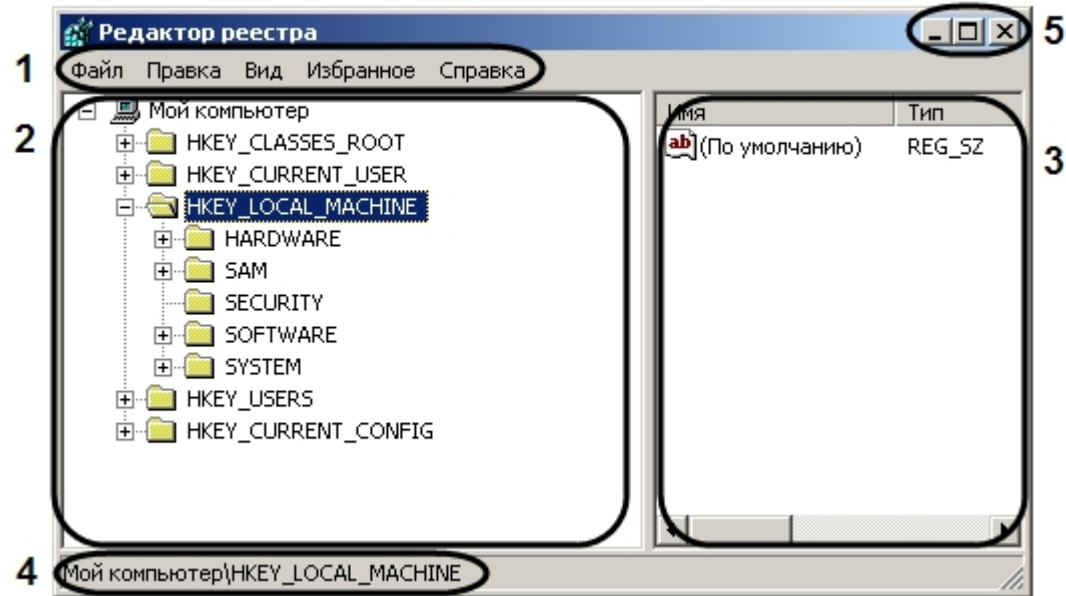 Редактор реестра
5
1
Файл Правка Вид Избранное Справка
2
Мой компьютер
HKEY_CLASSES_ROOT
HKEY_CURRENT_USER
HKEY_LOCAL_MACHINE
HARDWARE
SAM
SECURITY
SOFTWARE
SYSTEM
HKEY_USERS
HKEY_CURRENT_CONFIG
Имя Тип
ab (По умолчанию) REG_SZ
3
4
Мой компьютер\HKEY_LOCAL_MACHINE